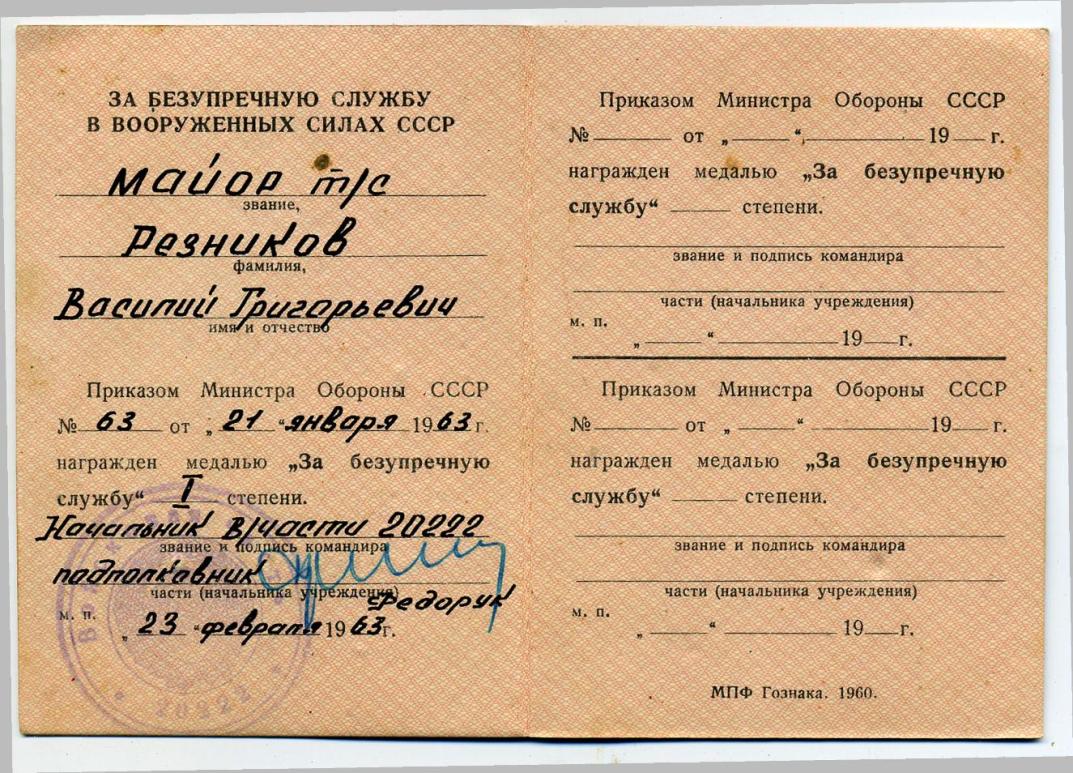 ЗА БЕЗУПРЕЧНУЮ СЛУЖБУ
В ВООРУЖЕННЫХ СИЛАХ СССР
майор т/с
звание,
Резников
фамилия,
Василий Григорьевич
имя и отчество
Приказом Министра Обороны СССР
№ 63 от „ 21 “ января 1963 г.
награжден медалью „За безупречную
службу“ I степени.
Начальник в/части 20222
звание и подпись командира
подполковник
части (начальника учреждения)
Федорук
м. п.
„ 23 “ февраля 1963 г.
20222
Приказом Министра Обороны СССР
№ от „ “ 19 г.
награжден медалью „За безупречную
службу“ степени.
звание и подпись командира
части (начальника учреждения)
м. п.
„ “ 19 г.
Приказом Министра Обороны СССР
№ от „ “ 19 г.
награжден медалью „За безупречную
службу“ степени.
звание и подпись командира
части (начальника учреждения)
м. п.
„ “ 19 г.
МПФ Гознака. 1960.